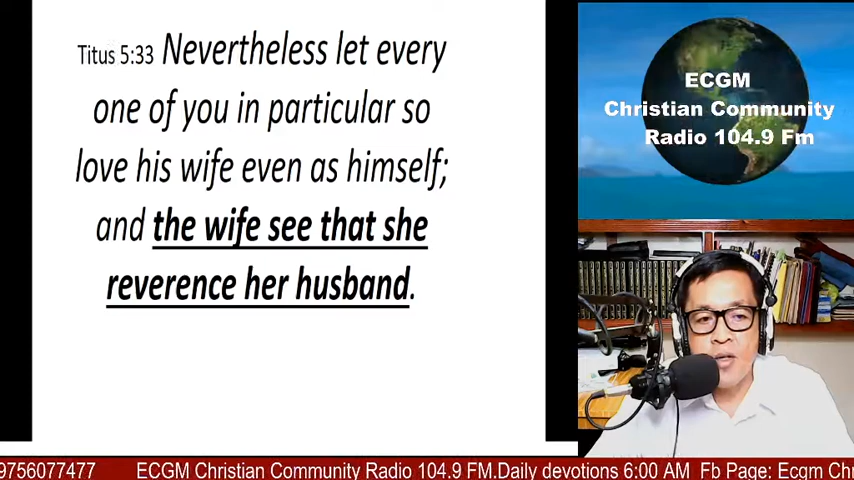 Titus 5:33 Nevertheless let every
one of you in particular so
love his wife even as himself;
and the wife see that she
reverence her husband.
ECGM
Christian Community
Radio 104.9 Fm
9756077477 ECGM Christian Community Radio 104.9 FM.Daily devotions 6:00 AM Fb Page: Ecgm Chr